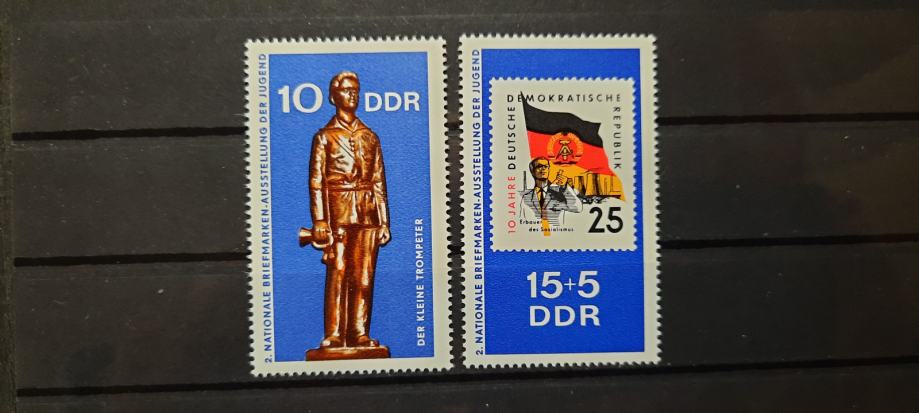 2. NATIONALE BRIEFMARKEN-AUSSTELLUNG DER JUGEND
10 DDR
DER KLEINE TROMPETER
2. NATIONALE BRIEFMARKEN-AUSSTELLUNG DER JUGEND
10 JAHRE DEUTSCHE
DEMOKRATISCHE
REPUBLIK
Erbauer
des Sozialismus
25
15+5
DDR